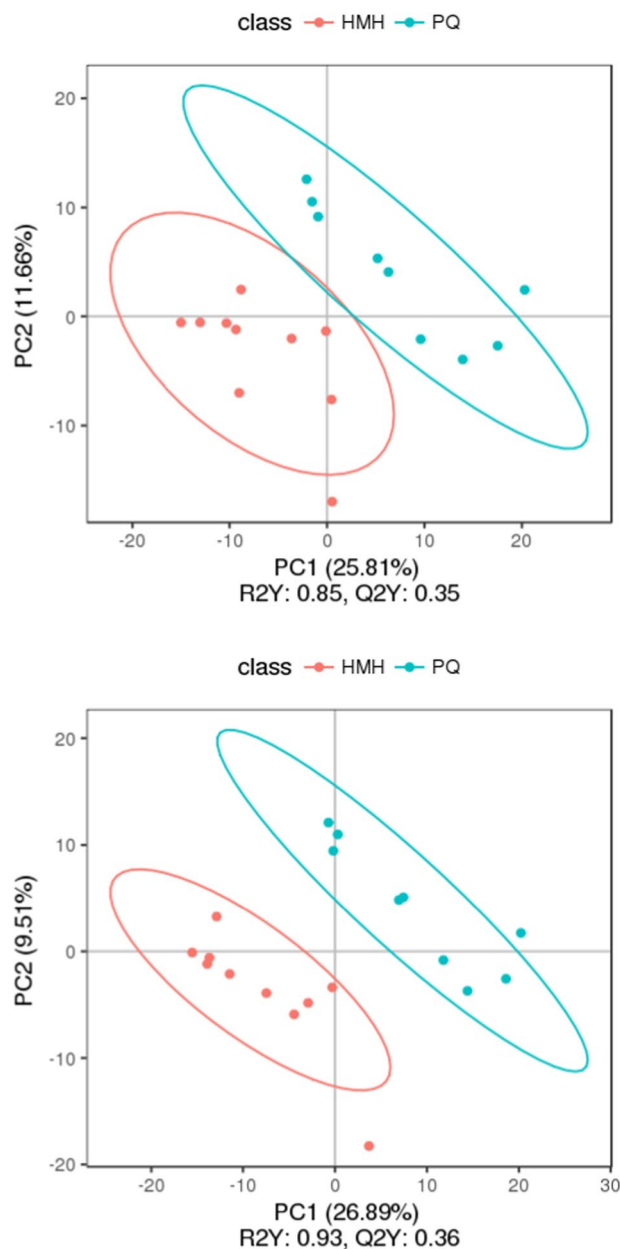 class HMH PQ
20
10
0
-10
PC2 (11.66%)
-20 -10 0 10 20
PC1 (25.81%)
R2Y: 0.85, Q2Y: 0.35
class HMH PQ
20
10
0
-10
-20
PC2 (9.51%)
-20 -10 0 10 20 30
PC1 (26.89%)
R2Y: 0.93, Q2Y: 0.36